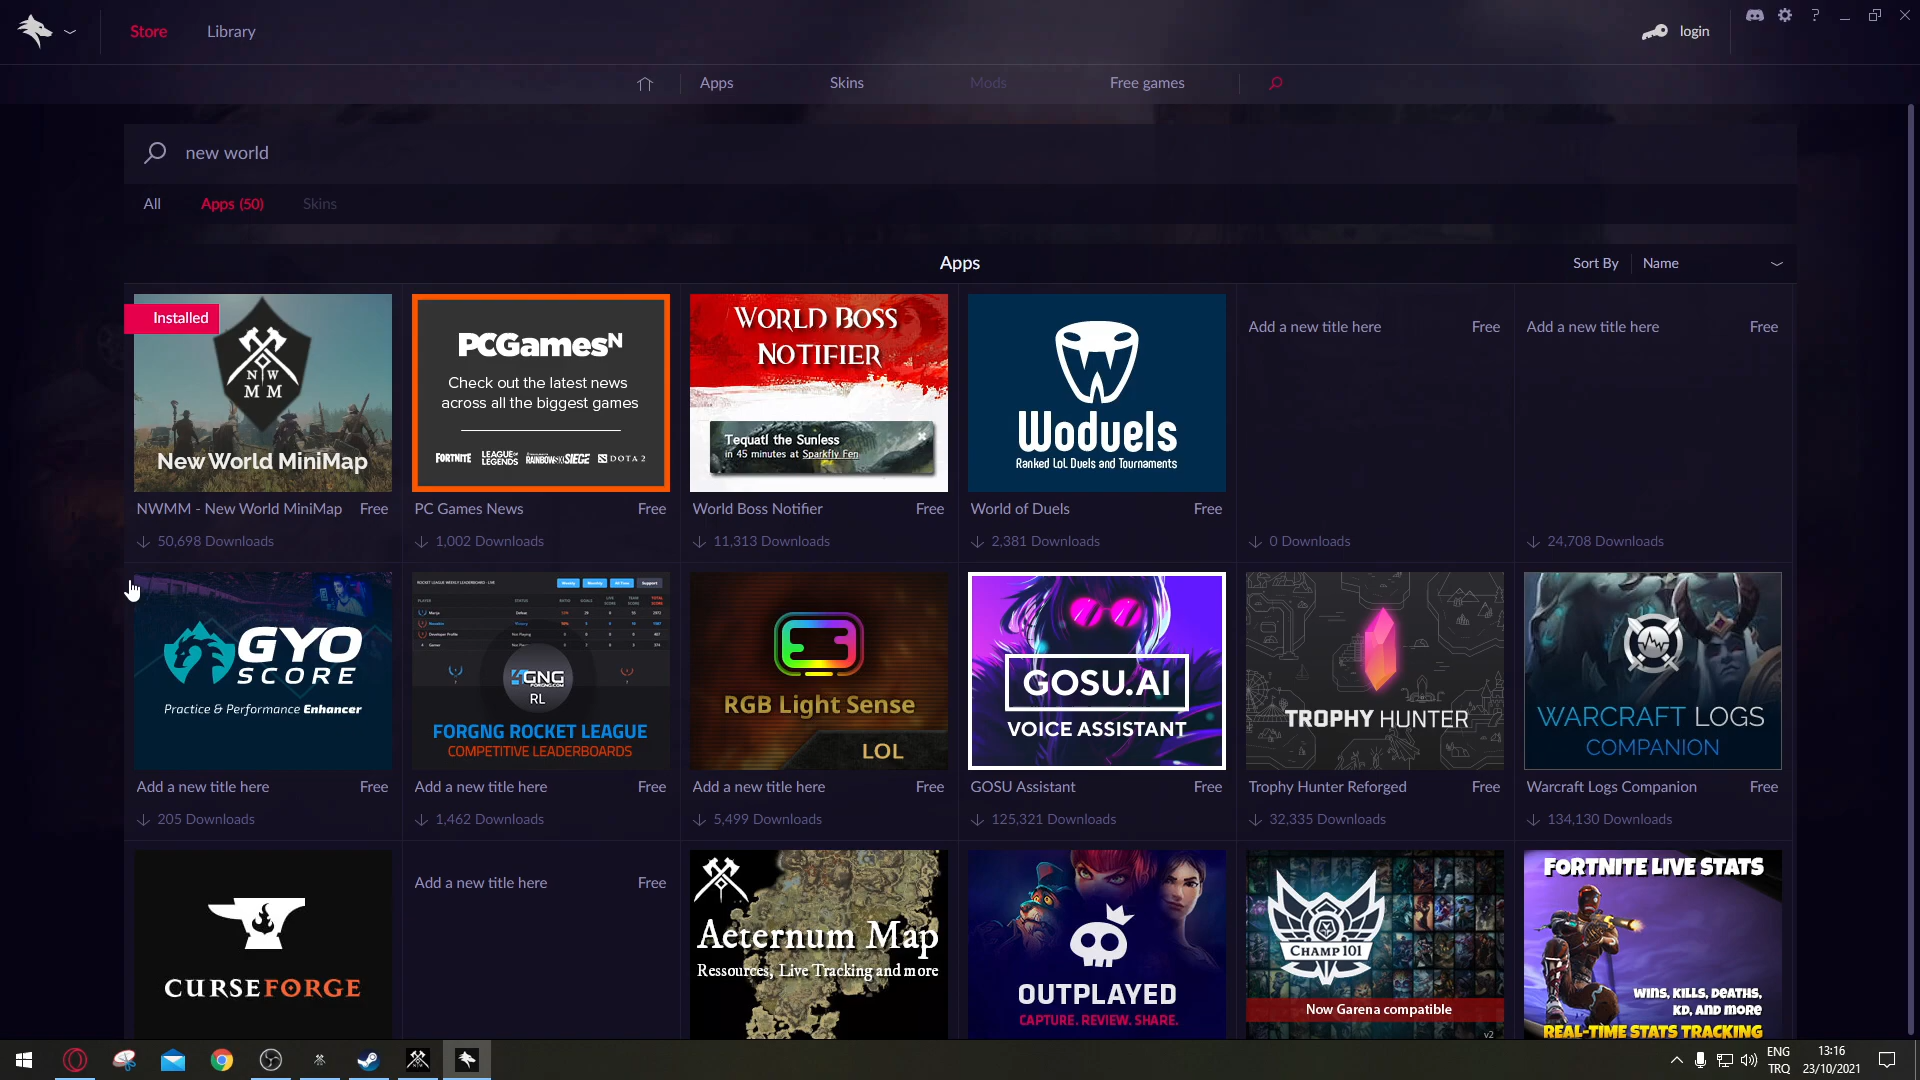 Store
Library
?
login
Apps
Skins
Mods
Free games
new world
All
Apps (50)
Skins
Apps
Sort By
Name
Installed
N W
M M
New World MiniMap
NWMM - New World MiniMap
Free
50,698 Downloads
PCGamesN
Check out the latest news
across all the biggest games
FORTNITE
LEAGUE OF
LEGENDS
RAINBOW SIEGE
DOTA 2
PC Games News
Free
1,002 Downloads
WORLD BOSS
NOTIFIER
Tequatl the Sunless
in 45 minutes at Sparkfly Fen
World Boss Notifier
Free
11,313 Downloads
Woduels
Ranked LoL Duels and Tournaments
World of Duels
Free
2,381 Downloads
Add a new title here
Free
0 Downloads
Add a new title here
Free
24,708 Downloads
GYO
SCORE
Practice & Performance Enhancer
Add a new title here
Free
205 Downloads
ROCKET LEAGUE WEEKLY LEADERBOARD - LIVE
GNG
RL
FORGNG ROCKET LEAGUE
COMPETITIVE LEADERBOARDS
Add a new title here
Free
1,462 Downloads
RGB Light Sense
LOL
Add a new title here
Free
5,499 Downloads
GOSU.AI
VOICE ASSISTANT
GOSU Assistant
Free
125,321 Downloads
TROPHY HUNTER
Trophy Hunter Reforged
Free
32,335 Downloads
WARCRAFT LOGS
COMPANION
Warcraft Logs Companion
Free
134,130 Downloads
CURSEFORGE
Add a new title here
Free
Aeternum Map
Ressources, Live Tracking and more
OUTPLAYED
CAPTURE. REVIEW. SHARE.
CHAMP 101
Now Garena compatible
v2
FORTNITE LIVE STATS
WINS, KILLS, DEATHS,
KD, AND MORE
REAL-TIME STATS TRACKING
ENG
TRQ
13:16
23/10/2021